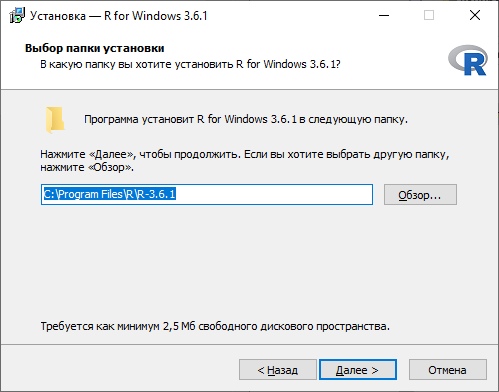 Установка — R for Windows 3.6.1
Выбор папки установки
В какую папку вы хотите установить R for Windows 3.6.1?
R
Программа установит R for Windows 3.6.1 в следующую папку.
Нажмите «Далее», чтобы продолжить. Если вы хотите выбрать другую папку,
нажмите «Обзор».
C:\Program Files\R\R-3.6.1
Обзор...
Требуется как минимум 2,5 Мб свободного дискового пространства.
< Назад
Далее >
Отмена